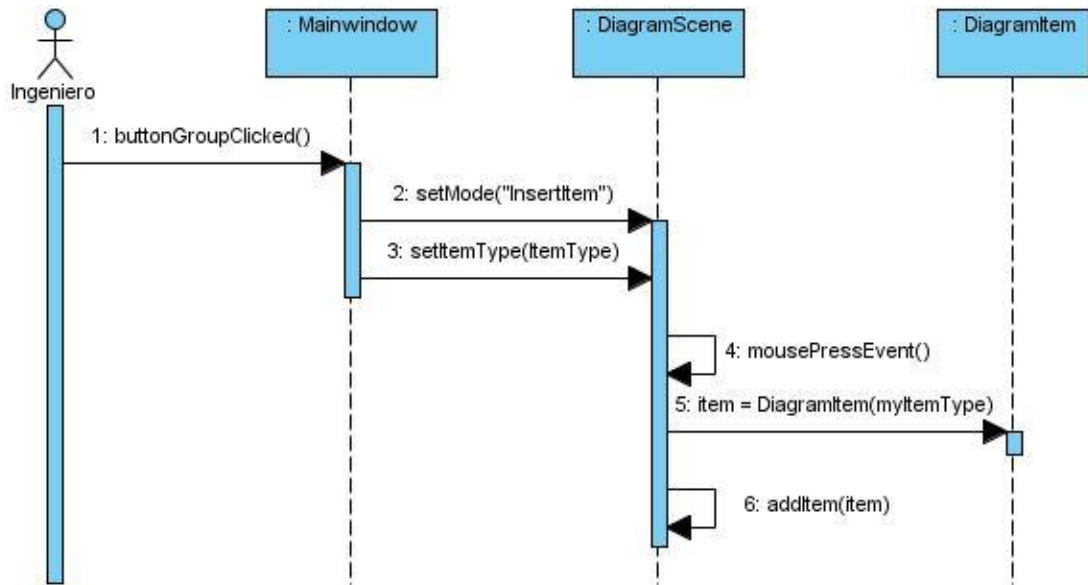 : Mainwindow
: DiagramScene
: DiagramItem
Ingeniero
1: buttonGroupClicked()
2: setMode("InsertItem")
3: setItemType(ItemType)
4: mousePressEvent()
5: item = DiagramItem(myItemType)
6: addItem(item)